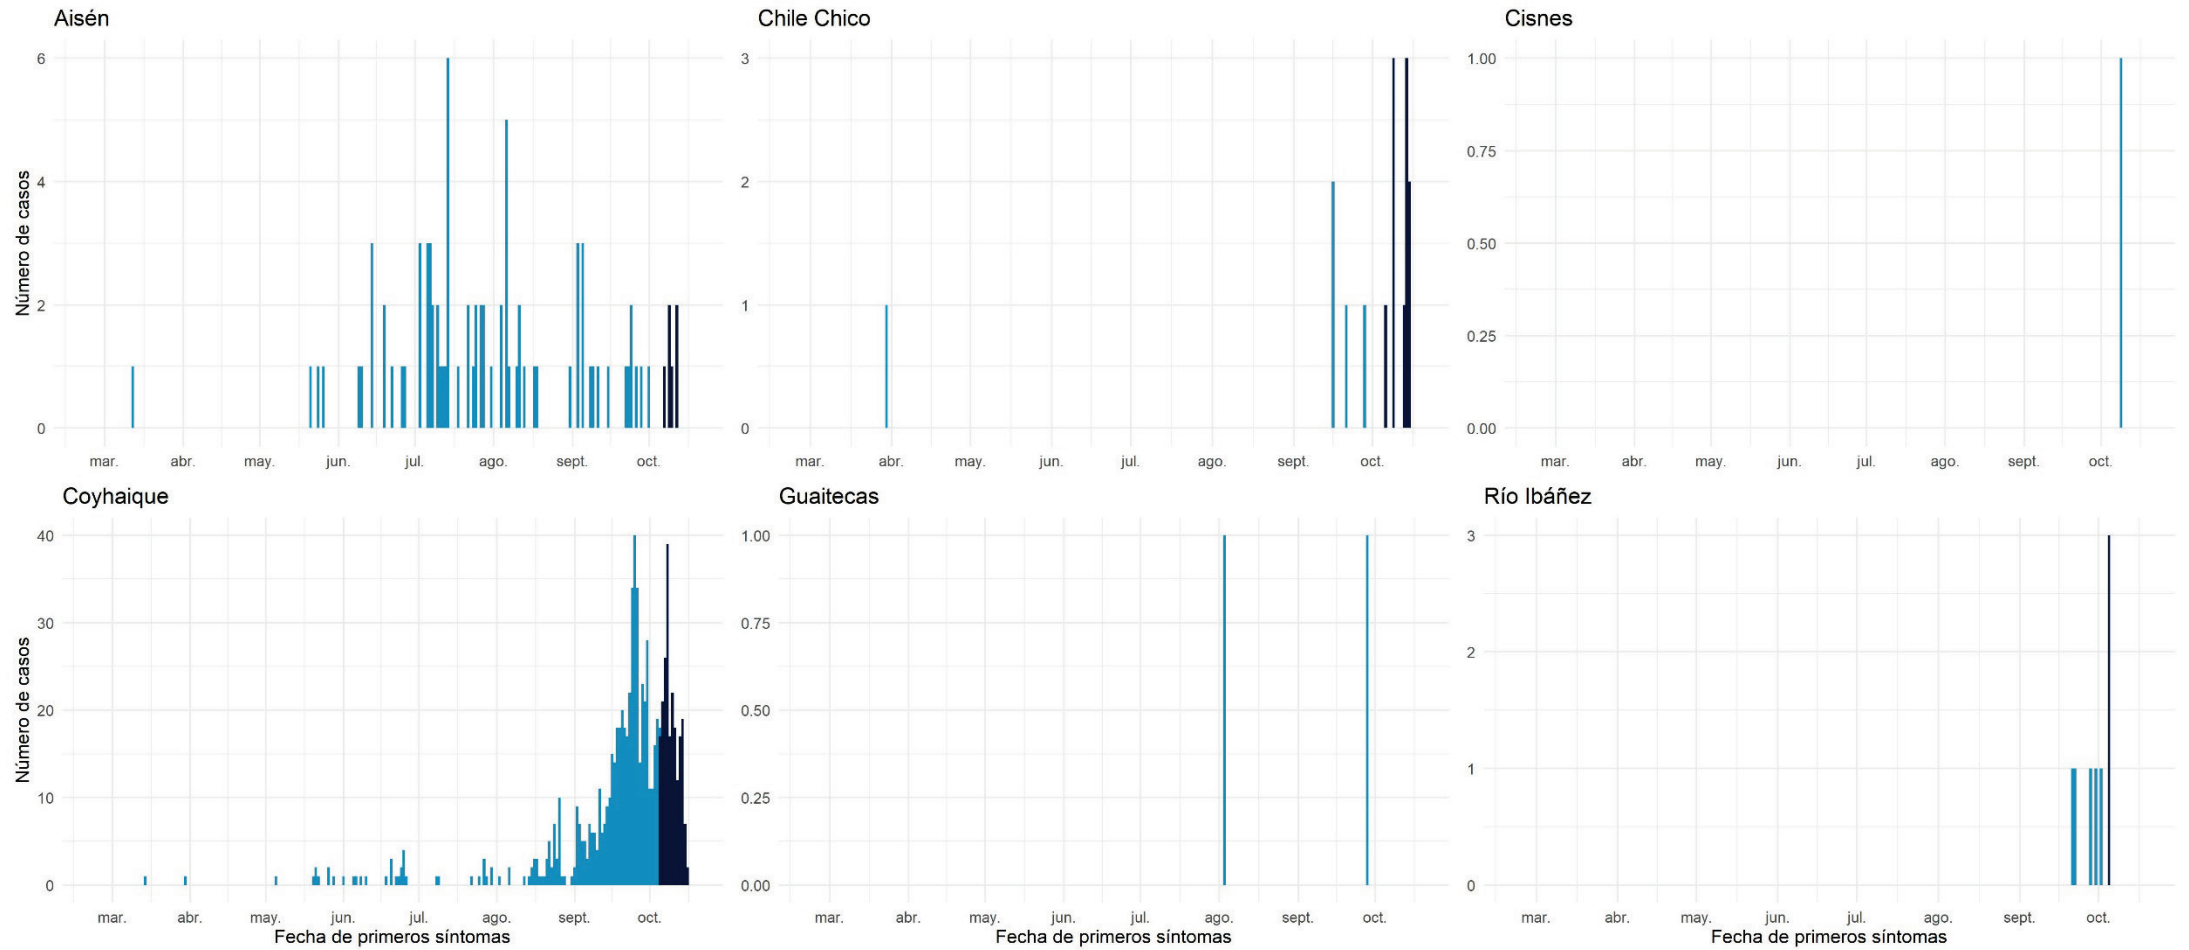 Aisén
Número de casos
6
4
2
0
mar. abr. may. jun. jul. ago. sept. oct.
Chile Chico
3
2
1
0
mar. abr. may. jun. jul. ago. sept. oct.
Cisnes
1.00
0.75
0.50
0.25
0.00
mar. abr. may. jun. jul. ago. sept. oct.
Coyhaique
Número de casos
40
30
20
10
0
mar. abr. may. jun. jul. ago. sept. oct.
Fecha de primeros síntomas
Guaitecas
1.00
0.75
0.50
0.25
0.00
mar. abr. may. jun. jul. ago. sept. oct.
Fecha de primeros síntomas
Río Ibáñez
3
2
1
0
mar. abr. may. jun. jul. ago. sept. oct.
Fecha de primeros síntomas